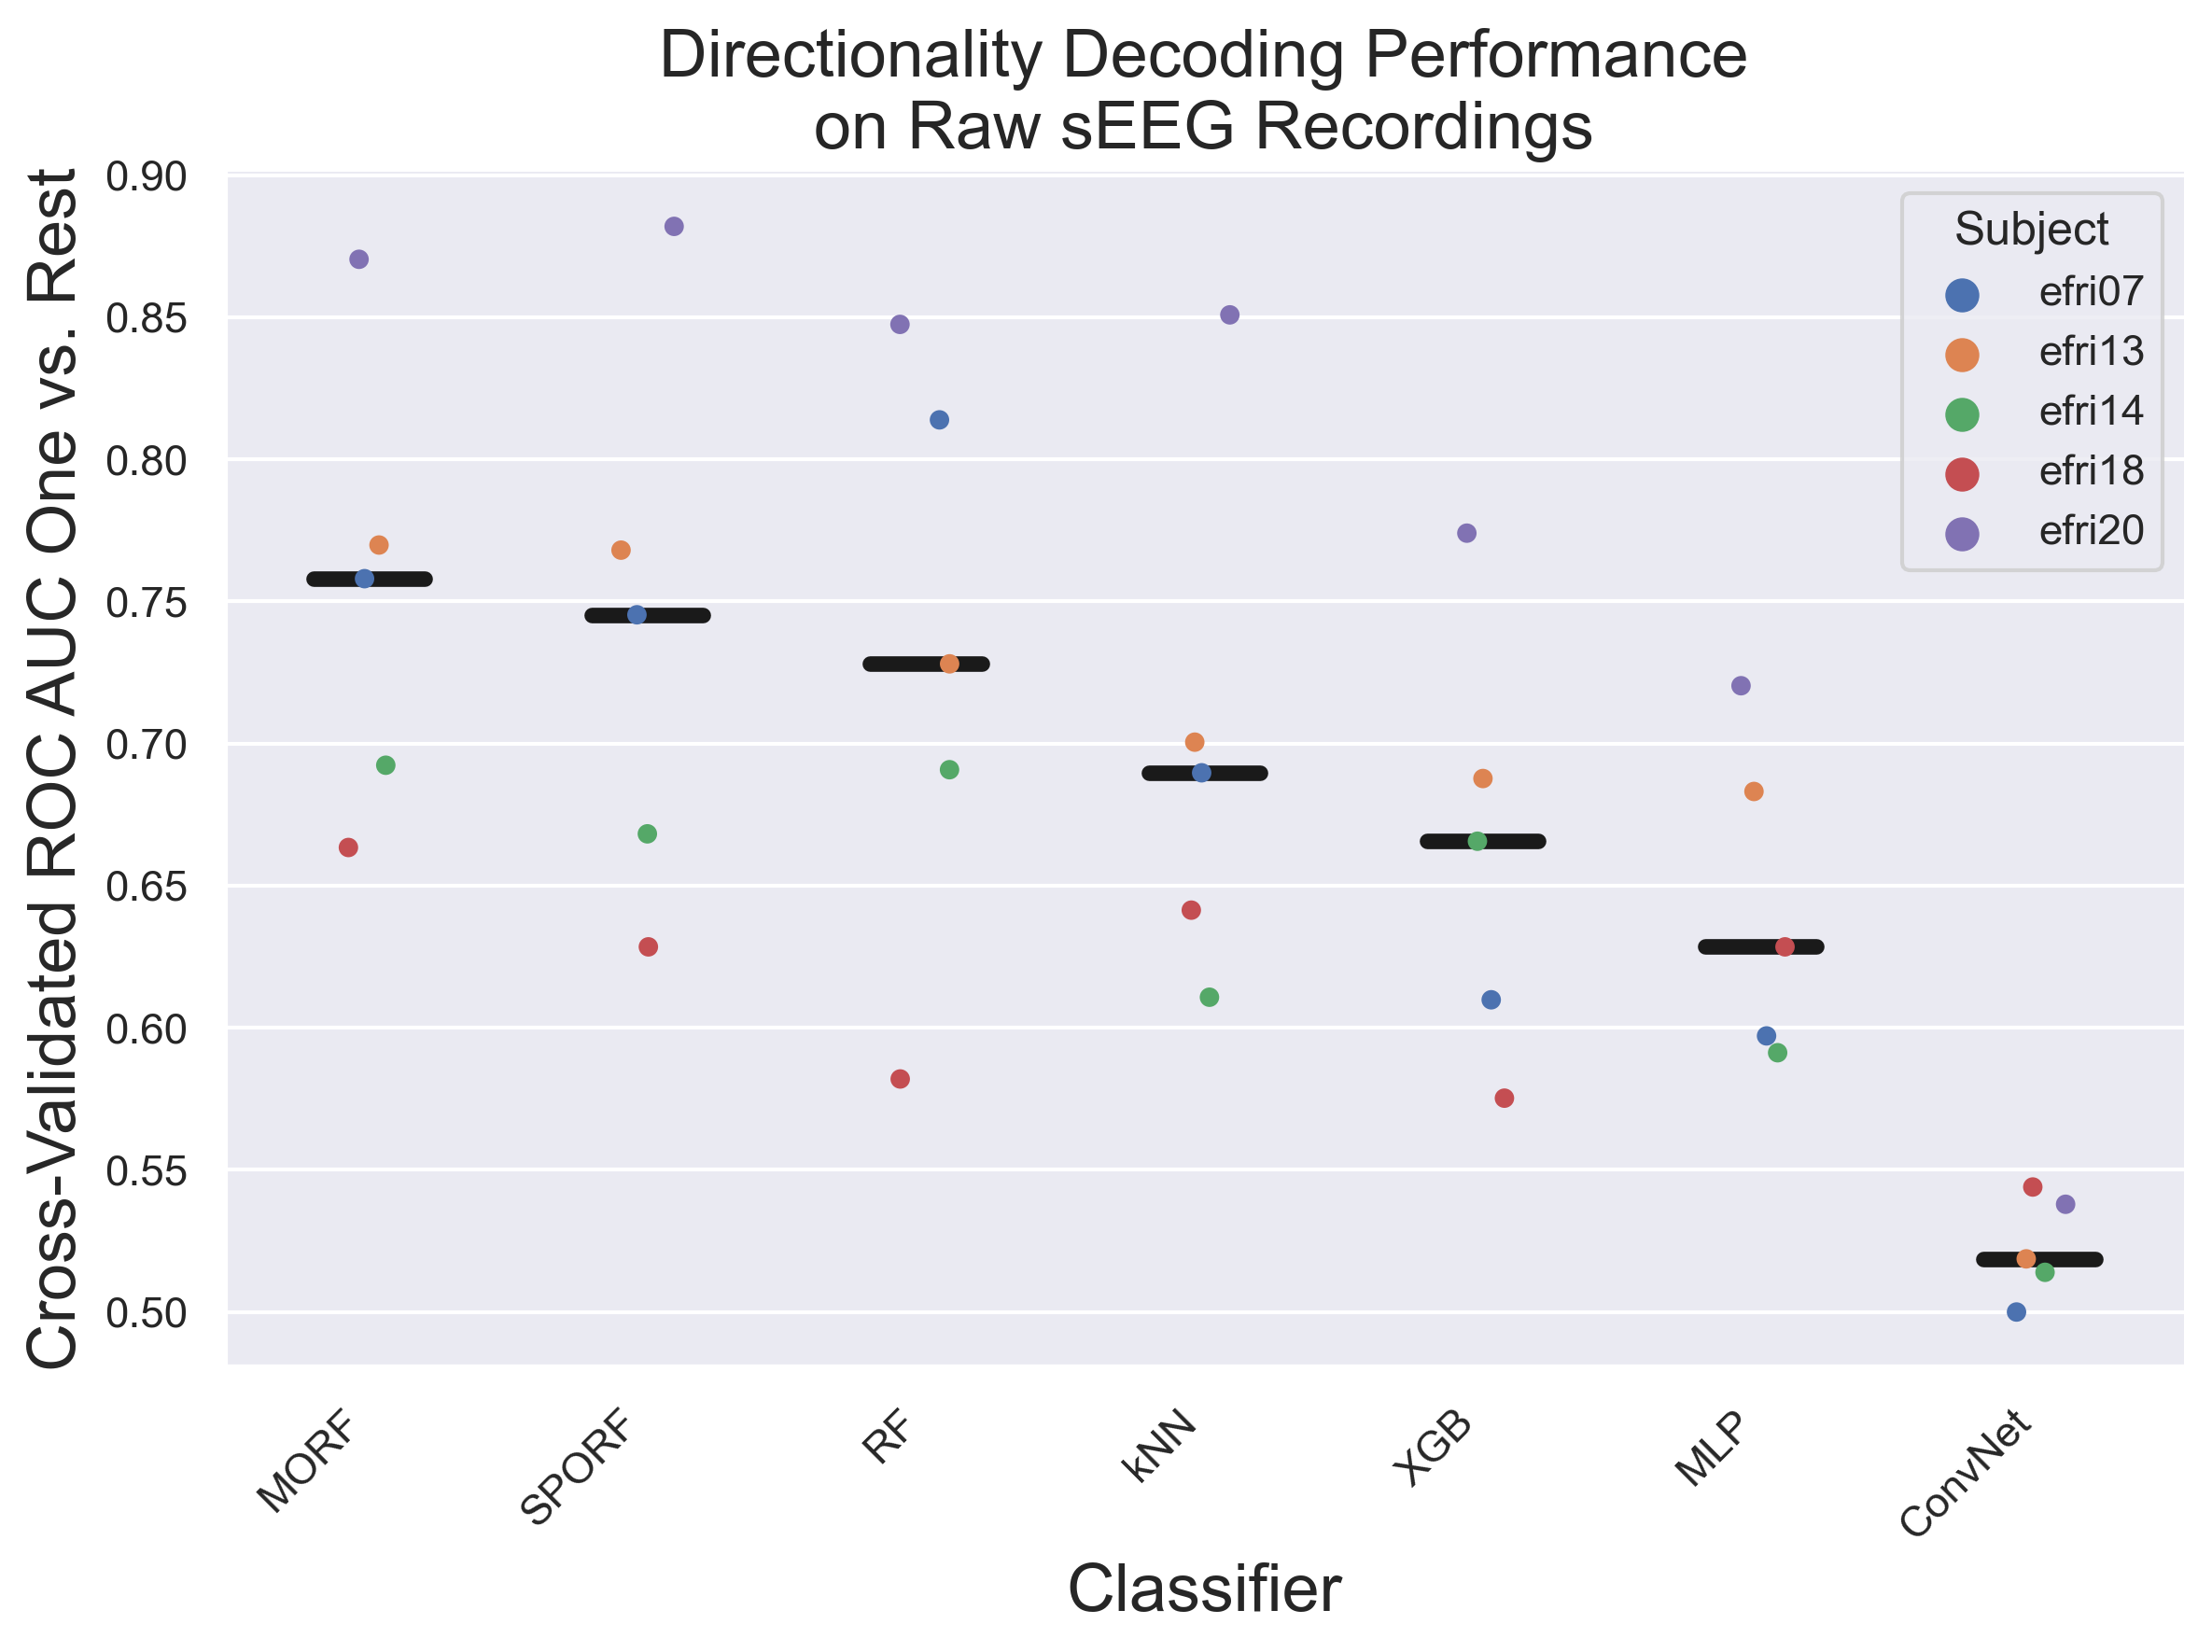 Directionality Decoding Performance
on Raw sEEG Recordings
Cross-Validated ROC AUC One vs. Rest
0.90
0.85
0.80
0.75
0.70
0.65
0.60
0.55
0.50
Subject
efri07
efri13
efri14
efri18
efri20
MORF
SPORF
RF
kNN
XGB
MLP
ConvNet
Classifier